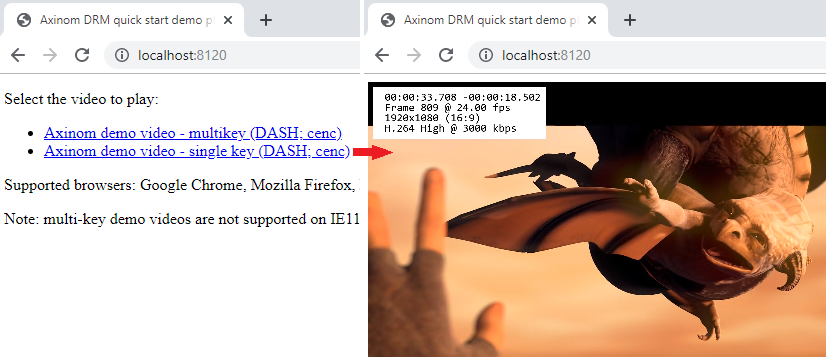 Axinom DRM quick start demo pl
localhost:8120
Select the video to play:
Axinom demo video - multikey (DASH; cenc)
Axinom demo video - single key (DASH; cenc)
Supported browsers: Google Chrome, Mozilla Firefox,
Note: multi-key demo videos are not supported on IE11
Axinom DRM quick start demo pl
localhost:8120
00:00:33.708 -00:00:18.502
Frame 809 @ 24.00 fps
1920x1080 (16:9)
H.264 High @ 3000 kbps